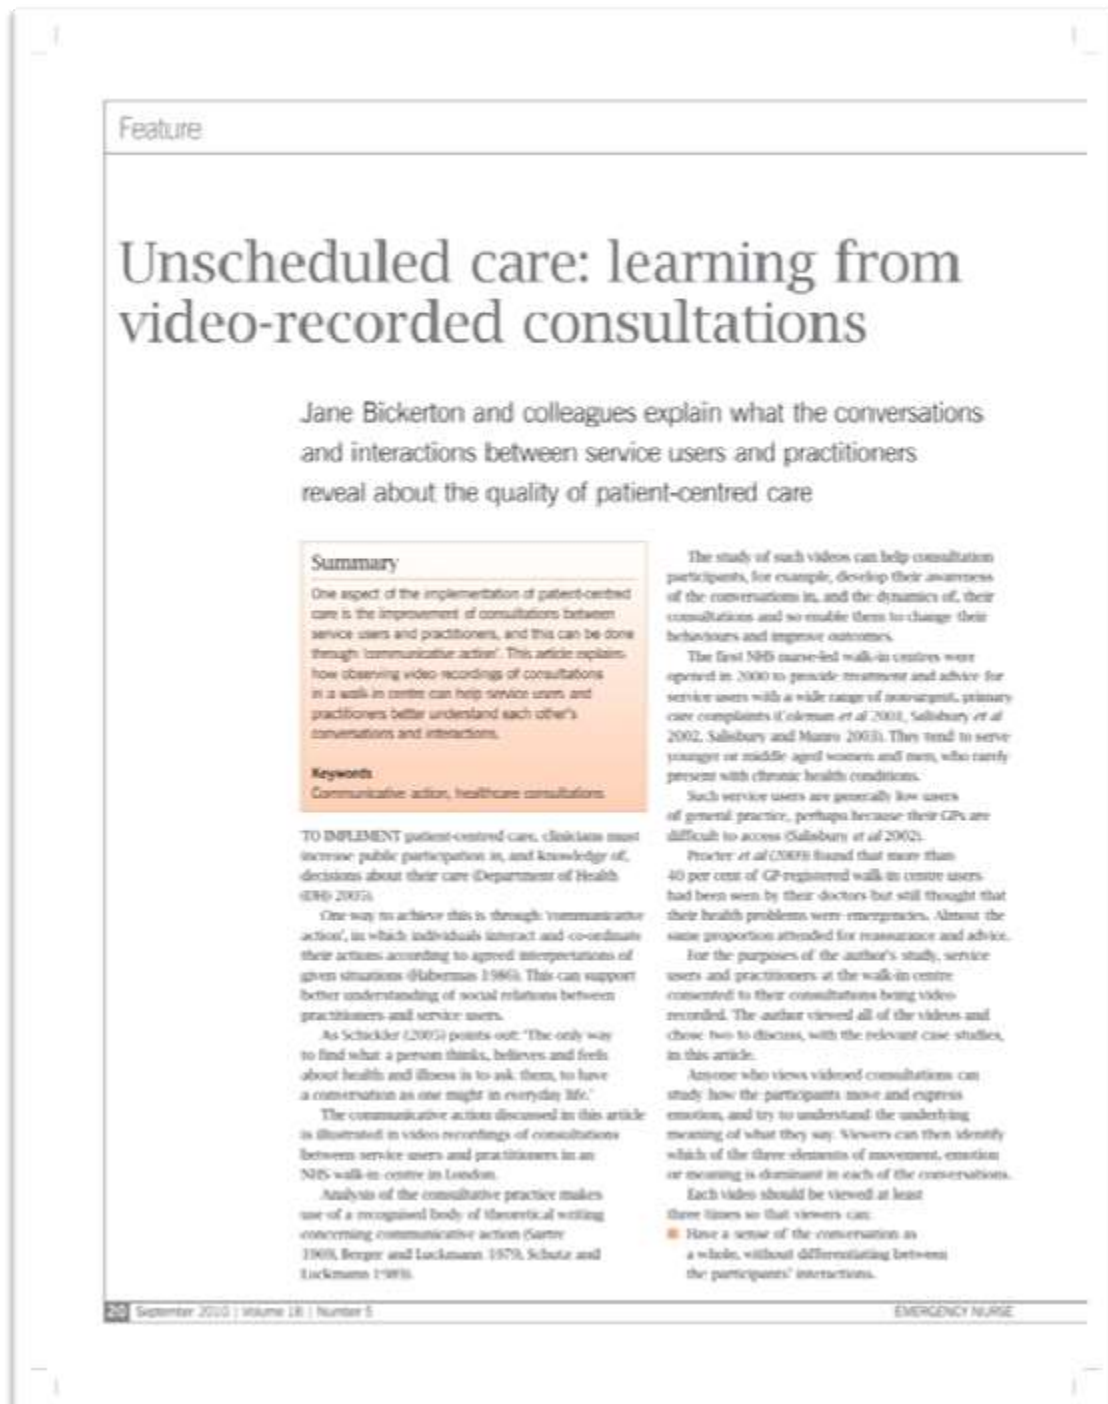 Feature
Unscheduled care: learning from
video-recorded consultations
Jane Bickerton and colleagues explain what the conversations
and interactions between service users and practitioners
reveal about the quality of patient-centred care
Summary
One aspect of the implementation of patient-centred
care is the improvement of consultations between
service users and practitioners, and this can be done
through 'communicative action'. This article explains
how observing video recordings of consultations
in a walk-in centre can help service users and
practitioners better understand each other's
conversations and interactions.
Keywords
Communicative action, healthcare consultations
TO IMPLEMENT patient-centred care, clinicians must
increase public participation in, and knowledge of,
decisions about their care (Department of Health
(DH) 2005).
One way to achieve this is through 'communicative
action', in which individuals interact and co-ordinate
their actions according to agreed interpretations of
given situations (Habermas 1986). This can support
better understanding of social relations between
practitioners and service users.
As Schickler (2005) points out: 'The only way
to find what a person thinks, believes and feels
about health and illness is to ask them, to have
a conversation as one might in everyday life.'
The communicative action discussed in this article
is illustrated in video recordings of consultations
between service users and practitioners in an
NHS walk-in centre in London.
Analysis of the consultative practice makes
use of a recognised body of theoretical writing
concerning communicative action (Sartre
1969, Berger and Luckmann 1979, Schutz and
Luckmann 1989).
The study of such videos can help consultation
participants, for example, develop their awareness
of the conversations in, and the dynamics of, their
consultations and so enable them to change their
behaviours and improve outcomes.
The first NHS nurse-led walk-in centres were
opened in 2000 to provide treatment and advice for
service users with a wide range of non-urgent, primary
care complaints (Coleman et al 2001, Salisbury et al
2002, Salisbury and Munro 2003). They tend to serve
younger or middle aged women and men, who rarely
present with chronic health conditions.
Such service users are generally low users
of general practice, perhaps because their GPs are
difficult to access (Salisbury et al 2002).
Procter et al (2009) found that more than
40 per cent of GP-registered walk-in centre users
had been seen by their doctors but still thought that
their health problems were emergencies. Almost the
same proportion attended for reassurance and advice.
For the purposes of the author's study, service
users and practitioners at the walk-in centre
consented to their consultations being video
recorded. The author viewed all of the videos and
chose two to discuss, with the relevant case studies,
in this article.
Anyone who views videoed consultations can
study how the participants move and express
emotion, and try to understand the underlying
meaning of what they say. Viewers can then identify
which of the three elements of movement, emotion
or meaning is dominant in each of the conversations.
Each video should be viewed at least
three times so that viewers can:
■ Have a sense of the conversation as
a whole, without differentiating between
the participants' interactions.
20 September 2010 | Volume 18 | Number 5
EMERGENCY NURSE